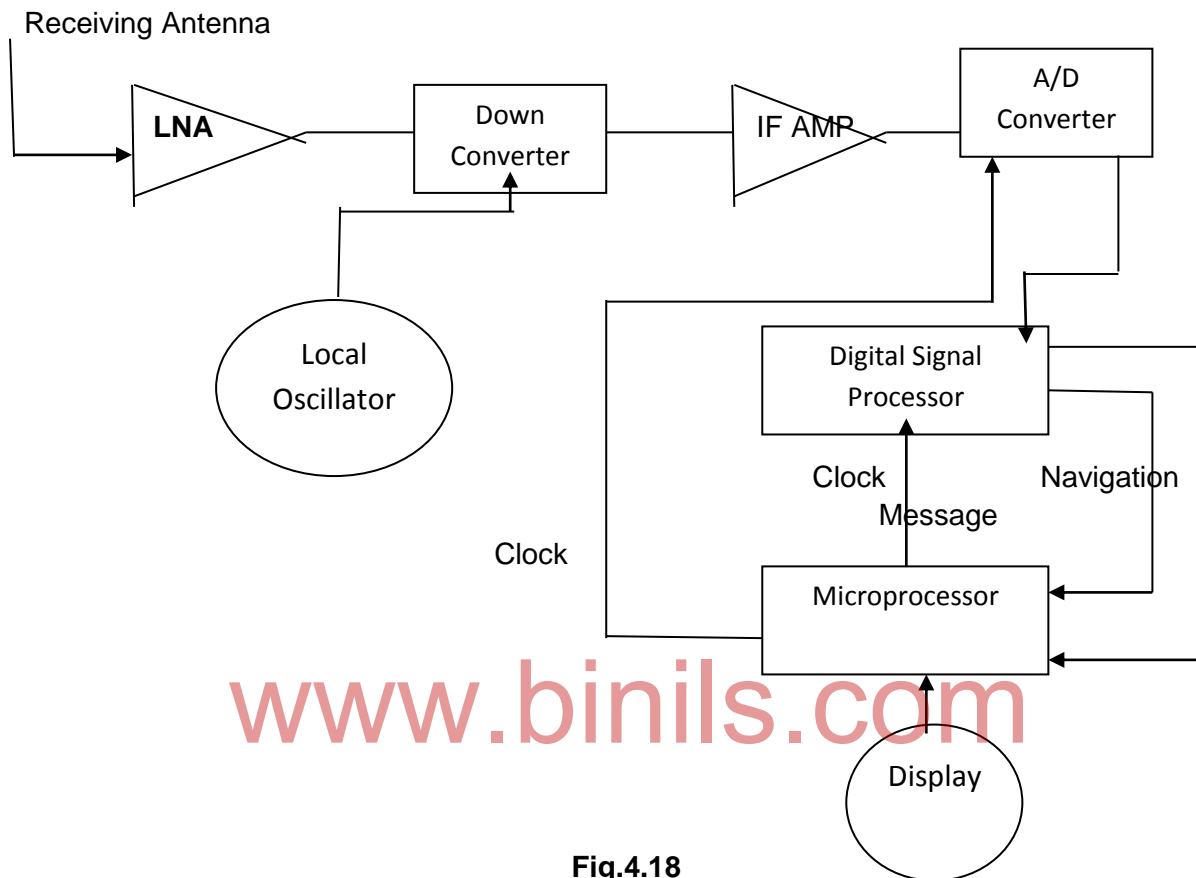 Receiving Antenna
LNA
Down
Converter
IF AMP
A/D
Converter
Local
Oscillator
Digital Signal
Processor
Clock
Navigation
Message
Clock
Microprocessor
www.binils.com
Display
Fig.4.18